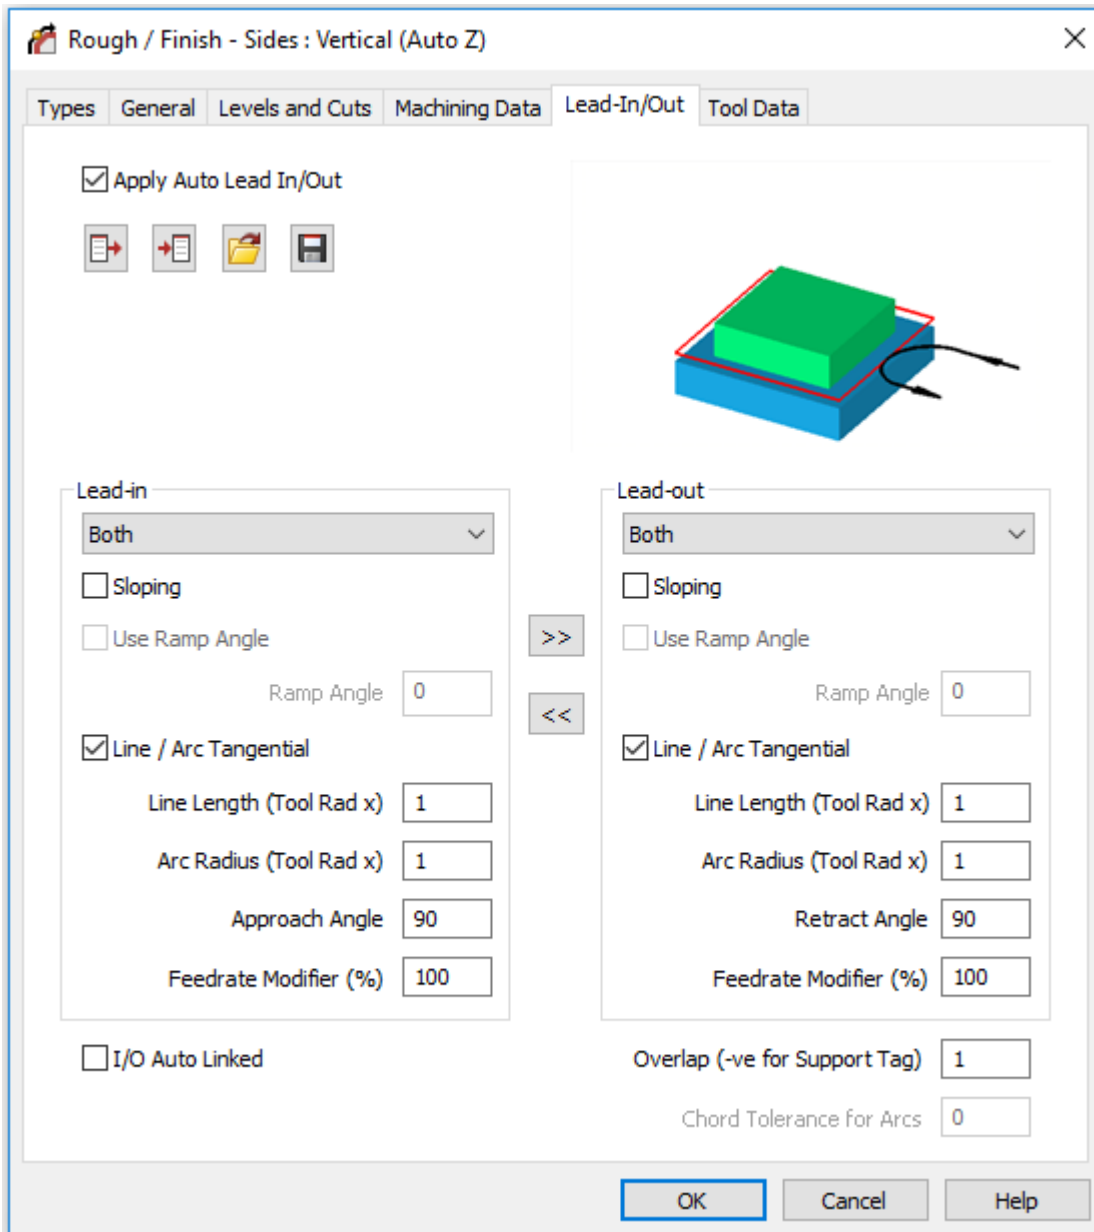 Rough / Finish - Sides : Vertical (Auto Z)
Types General Levels and Cuts Machining Data Lead-In/Out Tool Data
Apply Auto Lead In/Out
Lead-in
Both
Sloping
Use Ramp Angle
Ramp Angle 0
Line / Arc Tangential
Line Length (Tool Rad x) 1
Arc Radius (Tool Rad x) 1
Approach Angle 90
Feedrate Modifier (%) 100
I/O Auto Linked
>>
<<
Lead-out
Both
Sloping
Use Ramp Angle
Ramp Angle 0
Line / Arc Tangential
Line Length (Tool Rad x) 1
Arc Radius (Tool Rad x) 1
Retract Angle 90
Feedrate Modifier (%) 100
Overlap (-ve for Support Tag) 1
Chord Tolerance for Arcs 0
OK Cancel Help